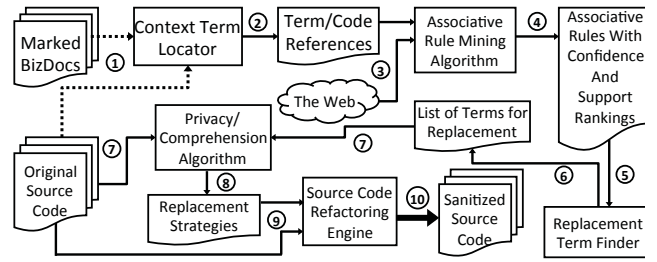 Marked
BizDocs
1
Context Term
Locator
2
Term/Code
References
3
The Web
Associative
Rule Mining
Algorithm
4
Associative
Rules With
Confidence
And
Support
Rankings
5
Replacement
Term Finder
6
List of Terms for
Replacement
7
Privacy/
Comprehension
Algorithm
7
Original
Source
Code
8
Replacement
Strategies
9
Source Code
Refactoring
Engine
10
Sanitized
Source
Code